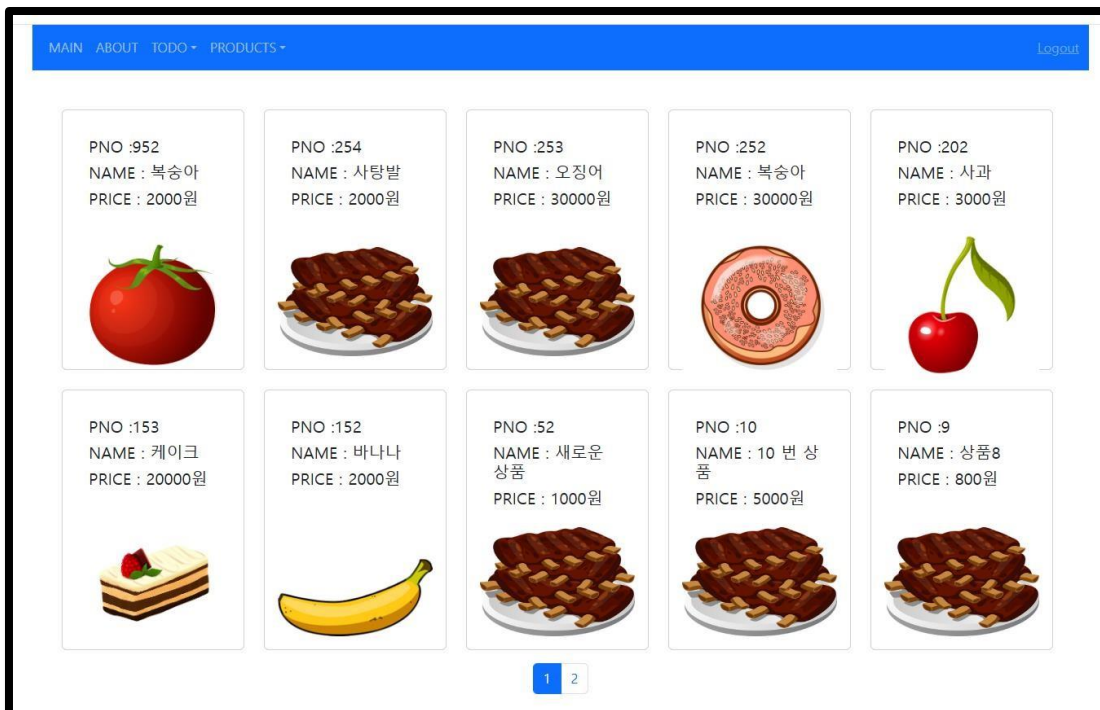 MAIN ABOUT TODO PRODUCTS Logout
PNO :952
NAME : 복숭아
PRICE : 2000원
PNO :254
NAME : 사탕발
PRICE : 2000원
PNO :253
NAME : 오징어
PRICE : 30000원
PNO :252
NAME : 복숭아
PRICE : 30000원
PNO :202
NAME : 사과
PRICE : 3000원
PNO :153
NAME : 케이크
PRICE : 20000원
PNO :152
NAME : 바나나
PRICE : 2000원
PNO :52
NAME : 새로운
상품
PRICE : 1000원
PNO :10
NAME : 10 번 상
품
PRICE : 5000원
PNO :9
NAME : 상품8
PRICE : 800원
1 2